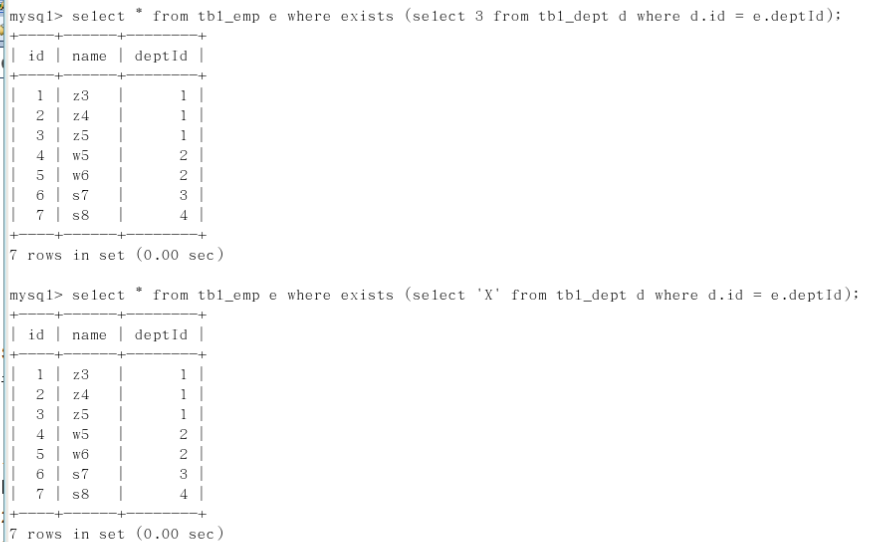 mysql> select * from tbl_emp e where exists (select 3 from tbl_dept d where d.id = e.deptId);
+----+------+--------+
| id | name | deptId |
+----+------+--------+
| 1 | z3 | 1 |
| 2 | z4 | 1 |
| 3 | z5 | 1 |
| 4 | w5 | 2 |
| 5 | w6 | 2 |
| 6 | s7 | 3 |
| 7 | s8 | 4 |
+----+------+--------+
7 rows in set (0.00 sec)
mysql> select * from tbl_emp e where exists (select 'X' from tbl_dept d where d.id = e.deptId);
+----+------+--------+
| id | name | deptId |
+----+------+--------+
| 1 | z3 | 1 |
| 2 | z4 | 1 |
| 3 | z5 | 1 |
| 4 | w5 | 2 |
| 5 | w6 | 2 |
| 6 | s7 | 3 |
| 7 | s8 | 4 |
+----+------+--------+
7 rows in set (0.00 sec)